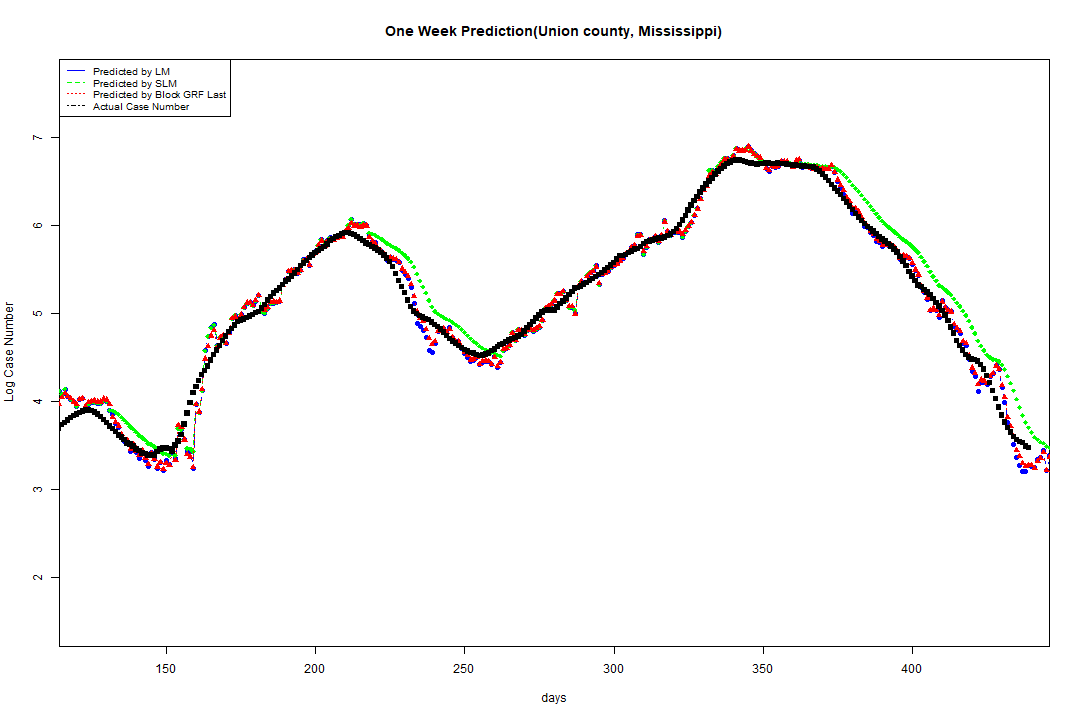 One Week Prediction(Union county, Mississippi)
Predicted by LM
Predicted by SLM
Predicted by Block GRF Last
Actual Case Number
7
6
5
4
3
2
Log Case Number
150 200 250 300 350 400
days